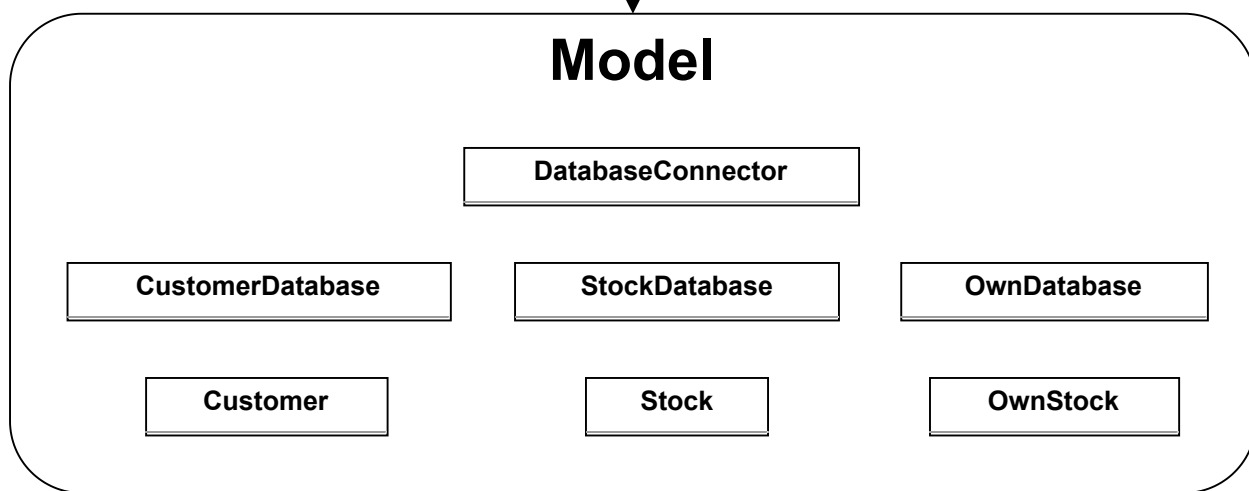 Model
DatabaseConnector
CustomerDatabase StockDatabase OwnDatabase
Customer Stock OwnStock